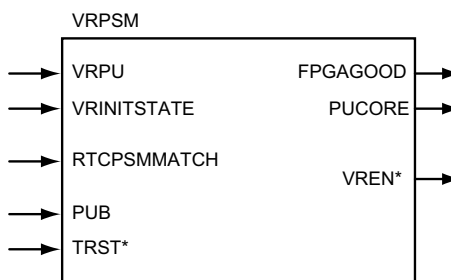 VRPSM
VRPU
FPGAGOOD
VRINITSTATE
PUCORE
RTCPSMMATCH
VREN*
PUB
TRST*